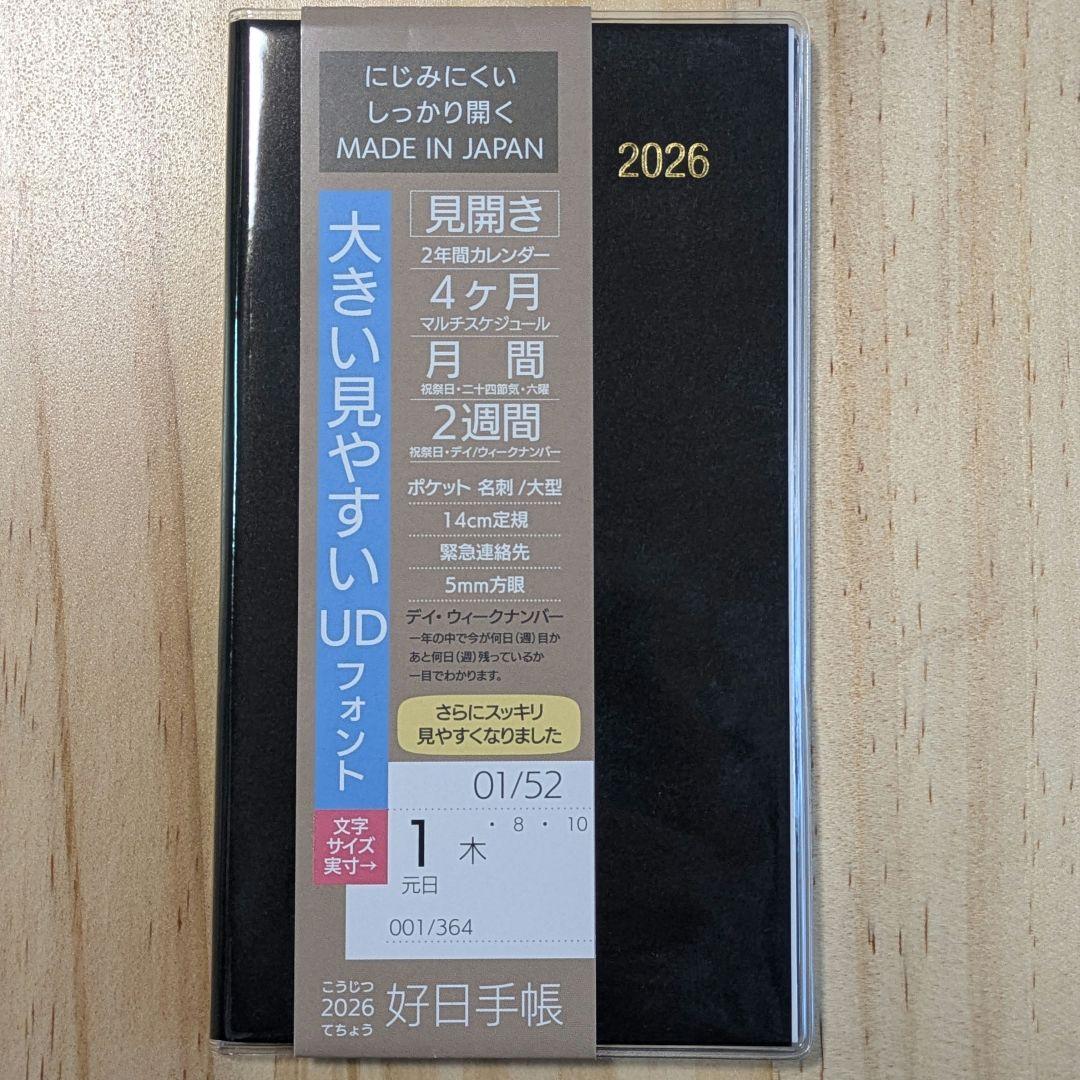 にじみにくい
しっかり開く
MADE IN JAPAN
2026
大きい見やすいUDフォント
見開き
2年間カレンダー
4ヶ月
マルチスケジュール
月間
祝祭日・二十四節気・六曜
2週間
祝祭日・デイ/ウィークナンバー
ポケット 名刺/大型
14cm定規
緊急連絡先
5mm方眼
デイ・ウィークナンバー
一年の中で今が何日(週)目か
あと何日(週)残っているか
一目でわかります。
さらにスッキリ
見やすくなりました
文字
サイズ
実寸→
01/52
・ 8 ・ 10
1 木
元日
001/364
こうじつ
2026
てちょう
好日手帳